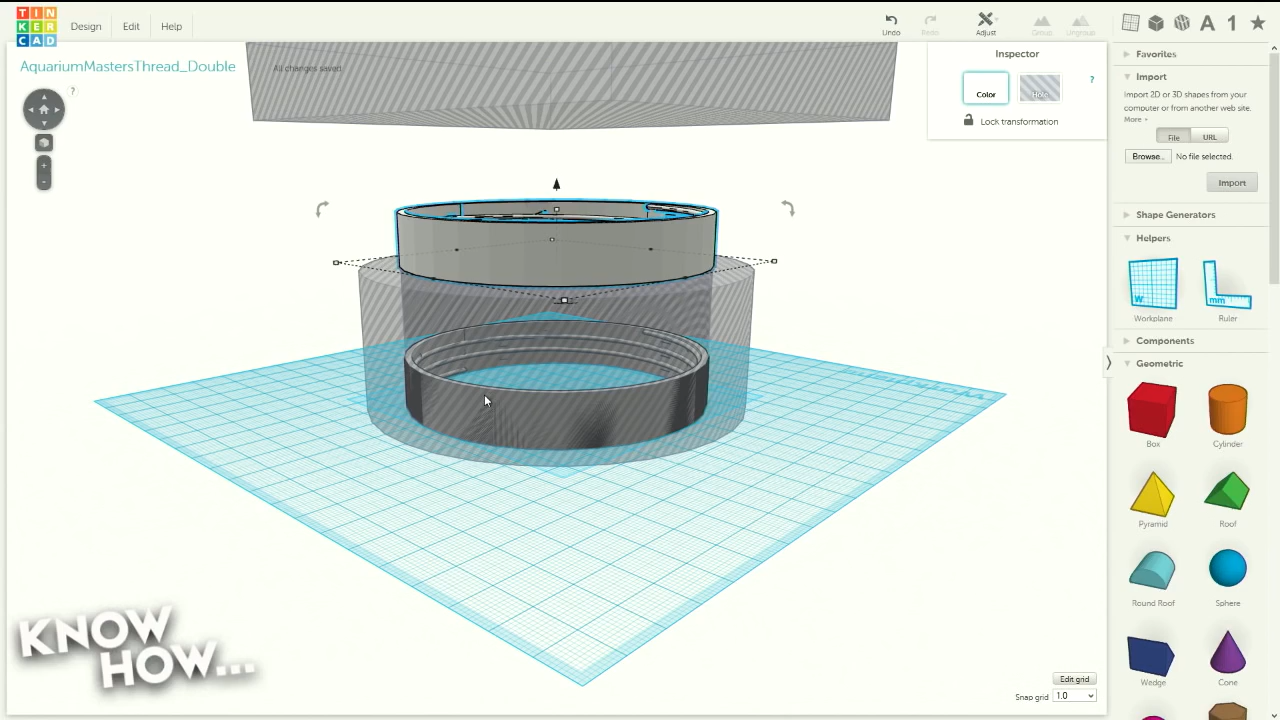 TIN
KER
CAD
Design
Edit
Help
Undo
Redo
Adjust
Group
Ungroup
AquariumMastersThread_Double
All changes saved
?
+
-
Inspector
Color
Hole
?
Lock transformation
Favorites
Import
Import 2D or 3D shapes from your
computer or from another web site.
More
File
URL
Browse..
No file selected.
Import
Shape Generators
Helpers
W
mm
Workplane
Ruler
Components
Geometric
Box
Cylinder
Pyramid
Roof
Round Roof
Sphere
Wedge
Cone
Workplane
Edit grid
Snap grid
1.0
KNOW
HOW...